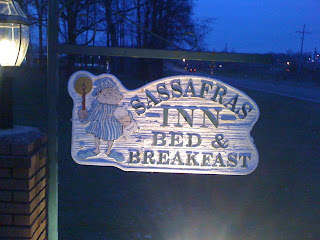 SASSAFRAS
INN
BED &
BREAKFAST